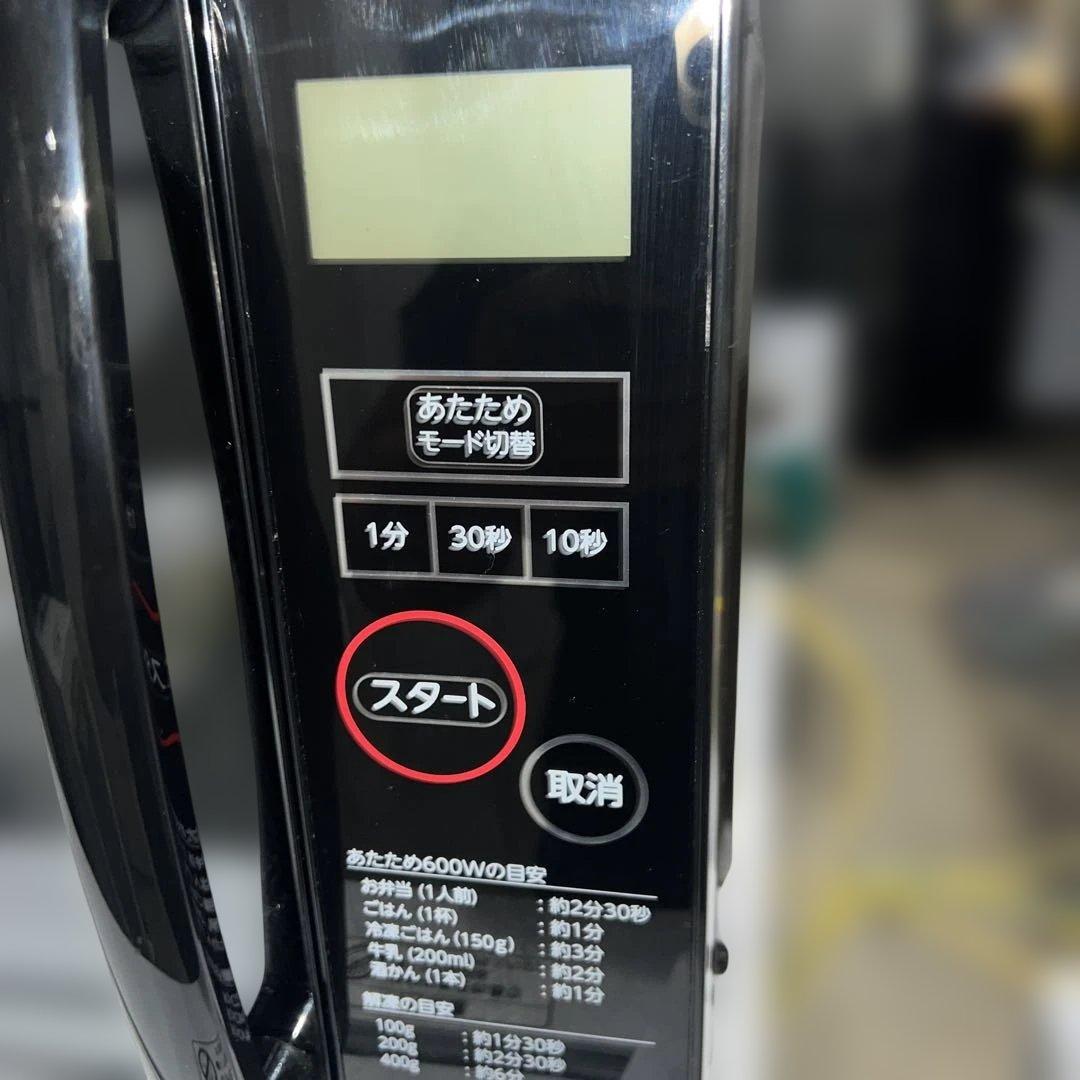 あたため
モード切替
1分 30秒 10秒
スタート
取消
あたため600Wの目安
お弁当 (1人前) : 約2分30秒
ごはん (1杯) : 約1分
冷凍ごはん (150g) : 約3分
牛乳 (200ml) : 約2分
酒かん (1本) : 約1分
解凍の目安
100g : 約1分30秒
200g : 約2分30秒
400g : 約6分